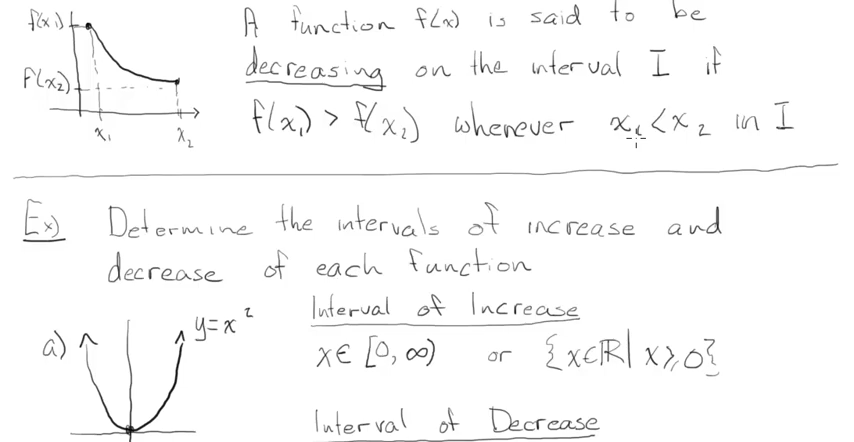 f(x₁)
f(x₂)
x₁
x₂
A function f(x) is said to be
decreasing on the interval I if
f(x₁) > f(x₂) whenever x₁ < x₂ in I
Ex) Determine the intervals of increase and
decrease of each function
a)
y=x²
Interval of Increase
x∈ [0, ∞) or {x∈ℝ| x≥0}
Interval of Decrease